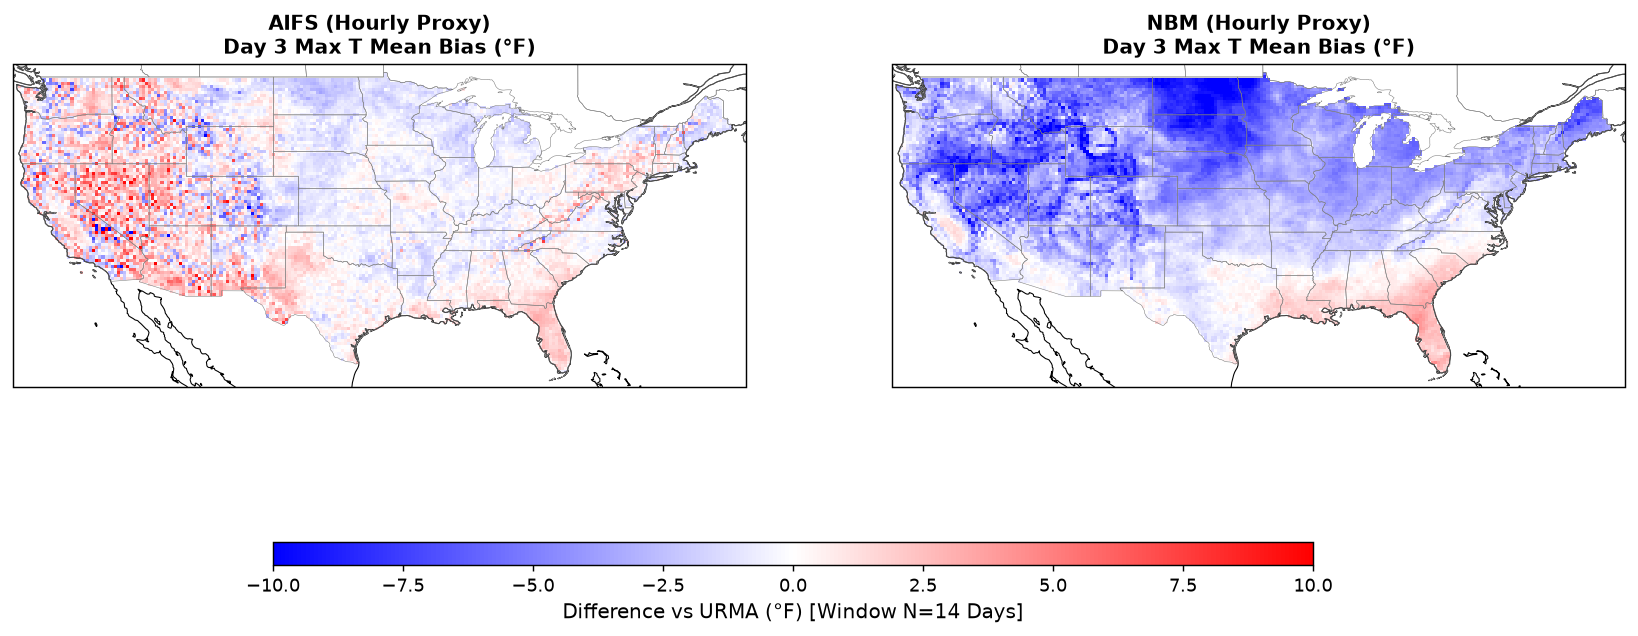 AIFS (Hourly Proxy)
Day 3 Max T Mean Bias (°F)
NBM (Hourly Proxy)
Day 3 Max T Mean Bias (°F)
−10.0 −7.5 −5.0 −2.5 0.0 2.5 5.0 7.5 10.0
Difference vs URMA (°F) [Window N=14 Days]